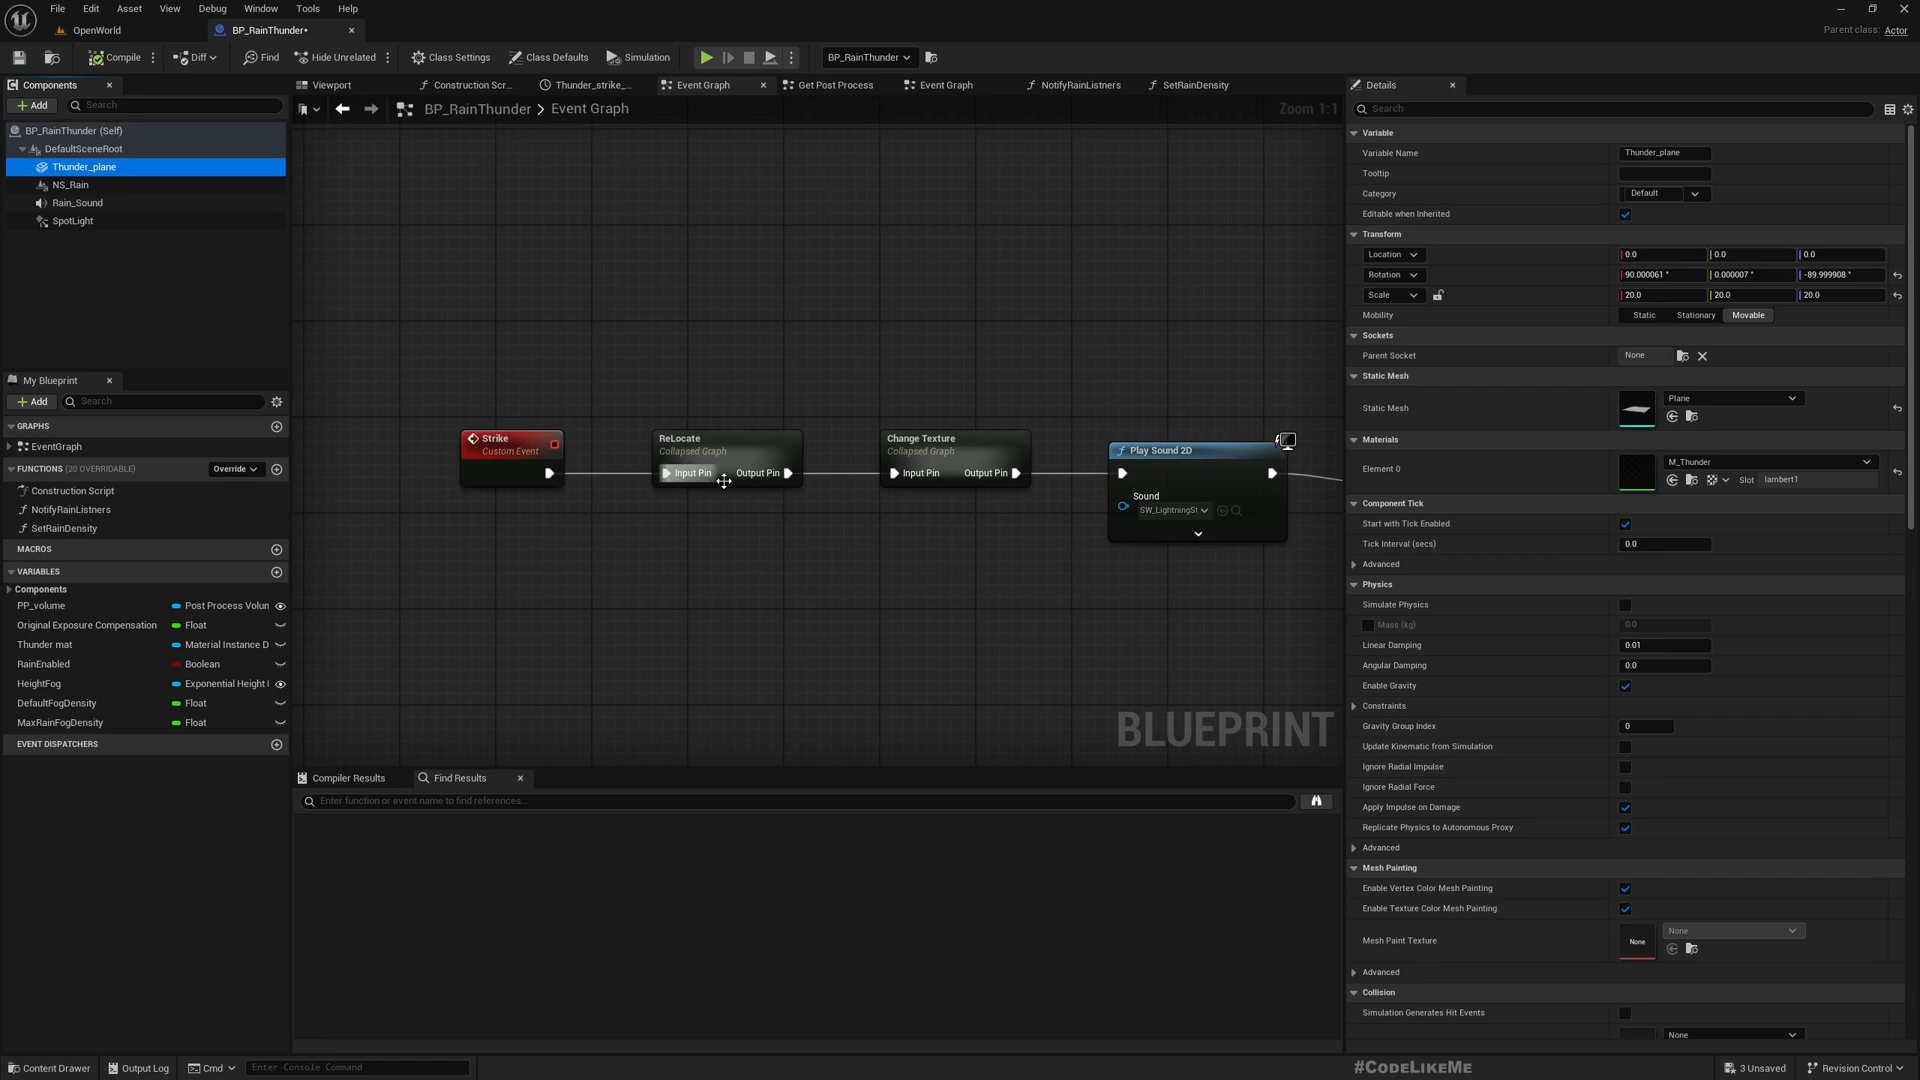 File Edit Asset View Debug Window Tools Help
OpenWorld
BP_RainThunder•
Parent class: Actor
Compile
Diff
Find
Hide Unrelated
Class Settings
Class Defaults
Simulation
BP_RainThunder
Components
Add
Search
BP_RainThunder (Self)
DefaultSceneRoot
Thunder_plane
NS_Rain
Rain_Sound
SpotLight
My Blueprint
Add
Search
GRAPHS
EventGraph
FUNCTIONS (20 OVERRIDABLE)
Override
Construction Script
NotifyRainListners
SetRainDensity
MACROS
VARIABLES
Components
PP_volume Post Process Volun
Original Exposure Compensation Float
Thunder mat Material Instance D
RainEnabled Boolean
HeightFog Exponential Height
DefaultFogDensity Float
MaxRainFogDensity Float
EVENT DISPATCHERS
Viewport
Construction Scr...
Thunder_strike_...
Event Graph
Get Post Process
Event Graph
NotifyRainListners
SetRainDensity
BP_RainThunder > Event Graph
Zoom 1:1
Strike
Custom Event
ReLocate
Collapsed Graph
Input Pin Output Pin
Change Texture
Collapsed Graph
Input Pin Output Pin
Play Sound 2D
Sound
SW_LightningSt
BLUEPRINT
Compiler Results
Find Results
Enter function or event name to find references...
Details
Search
Variable
Variable Name Thunder_plane
Tooltip
Category Default
Editable when Inherited
Transform
Location 0.0 0.0 0.0
Rotation 90.000061 ° 0.000007 ° -89.999908 °
Scale 20.0 20.0 20.0
Mobility Static Stationary Movable
Sockets
Parent Socket None
Static Mesh
Static Mesh Plane
Materials
Element 0 M_Thunder
Slot lambert1
Component Tick
Start with Tick Enabled
Tick Interval (secs) 0.0
Advanced
Physics
Simulate Physics
Mass (kg) 0.0
Linear Damping 0.01
Angular Damping 0.0
Enable Gravity
Constraints
Gravity Group Index 0
Update Kinematic from Simulation
Ignore Radial Impulse
Ignore Radial Force
Apply Impulse on Damage
Replicate Physics to Autonomous Proxy
Advanced
Mesh Painting
Enable Vertex Color Mesh Painting
Enable Texture Color Mesh Painting
Mesh Paint Texture None None
Advanced
Collision
Simulation Generates Hit Events
None
Content Drawer
Output Log
Cmd
Enter Console Command
#CODELIKEME
3 Unsaved
Revision Control